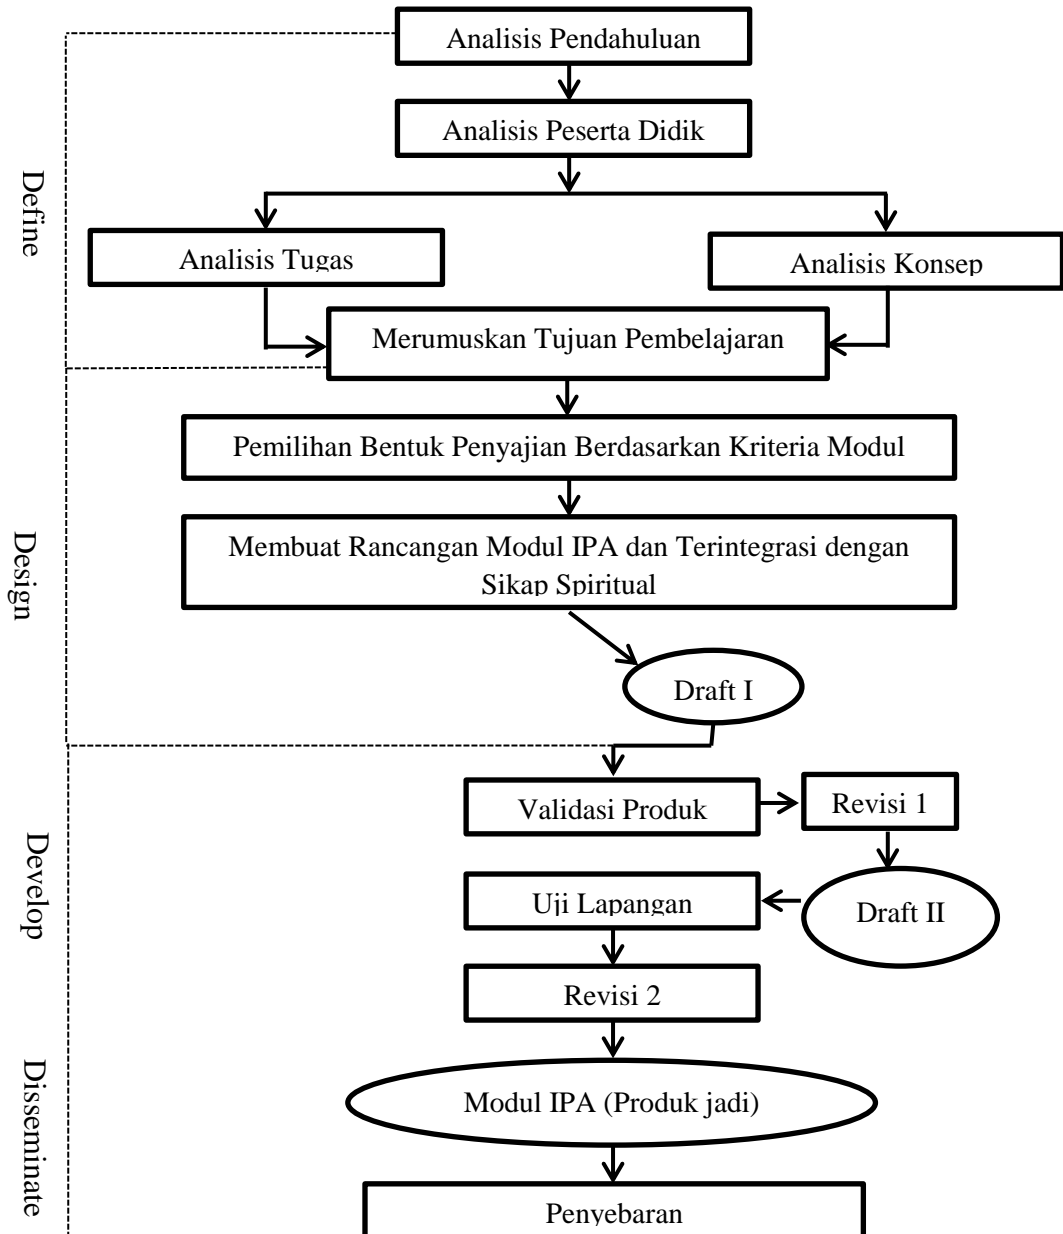 Analisis Pendahuluan
Analisis Peserta Didik
Define
Analisis Tugas
Analisis Konsep
Merumuskan Tujuan Pembelajaran
Pemilihan Bentuk Penyajian Berdasarkan Kriteria Modul
Design
Membuat Rancangan Modul IPA dan Terintegrasi dengan
Sikap Spiritual
Draft I
Validasi Produk
Revisi 1
Develop
Uji Lapangan
Draft II
Revisi 2
Disseminate
Modul IPA (Produk jadi)
Penyebaran